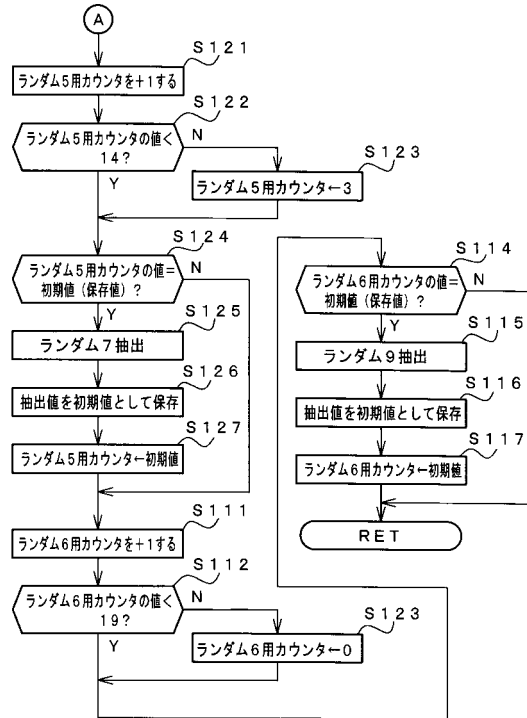 A
S121
ランダム5用カウンタを+1する
S122
ランダム5用カウンタの値<
14?
N
Y
S123
ランダム5用カウンタ←3
S124
ランダム5用カウンタの値=
初期値(保存値)?
N
Y
S125
ランダム7抽出
S126
抽出値を初期値として保存
S127
ランダム5用カウンタ←初期値
S111
ランダム6用カウンタを+1する
S112
ランダム6用カウンタの値<
19?
N
Y
S123
ランダム6用カウンタ←0
S114
ランダム6用カウンタの値=
初期値(保存値)?
N
Y
S115
ランダム9抽出
S116
抽出値を初期値として保存
S117
ランダム6用カウンタ←初期値
RET